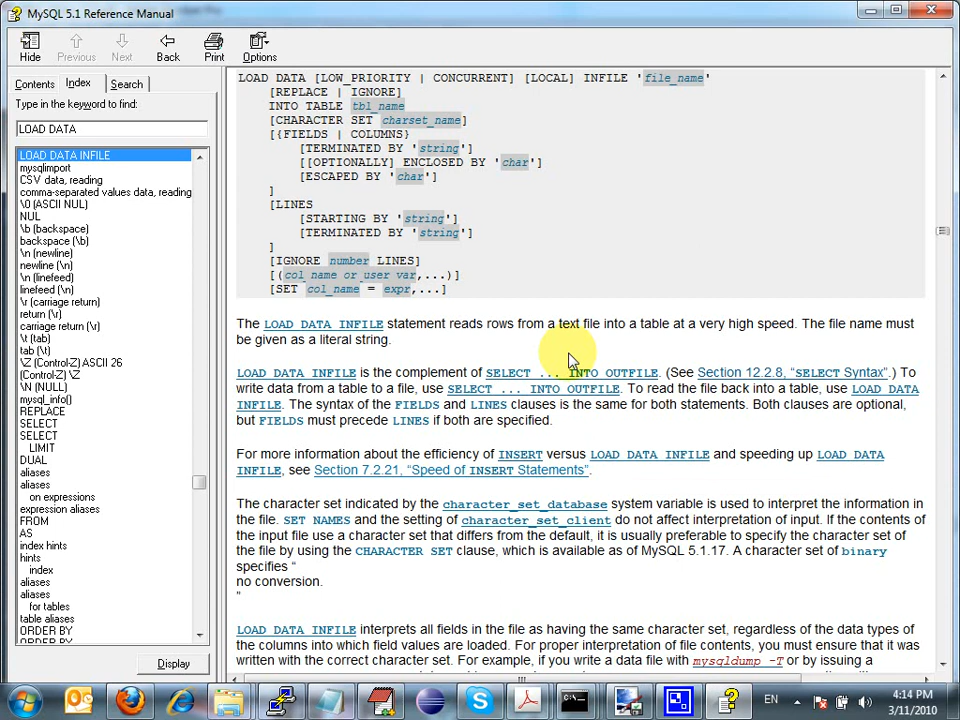 MySQL 5.1 Reference Manual
Hide
Previous
Next
Back
Print
Options
Contents
Index
Search
Type in the keyword to find:
LOAD DATA
LOAD DATA INFILE
mysqlimport
CSV data, reading
comma-separated values data, reading
\0 (ASCII NUL)
NUL
\b (backspace)
backspace (\b)
\n (newline)
newline (\n)
\n (linefeed)
linefeed (\n)
\r (carriage return)
return (\r)
carriage return (\r)
\t (tab)
tab (\t)
\Z (Control-Z) ASCII 26
(Control-Z) \Z
\N (NULL)
mysql_info()
REPLACE
SELECT
SELECT
LIMIT
DUAL
aliases
aliases
on expressions
expression aliases
FROM
AS
index hints
hints
index
aliases
aliases
for tables
table aliases
ORDER BY
ORDER BY
Display
LOAD DATA [LOW_PRIORITY | CONCURRENT] [LOCAL] INFILE 'file_name'
[REPLACE | IGNORE]
INTO TABLE tbl_name
[CHARACTER SET charset_name]
[{FIELDS | COLUMNS}
[TERMINATED BY 'string']
[[OPTIONALLY] ENCLOSED BY 'char']
[ESCAPED BY 'char']
]
[LINES
[STARTING BY 'string']
[TERMINATED BY 'string']
]
[IGNORE number LINES]
[(col_name_or_user_var,...)]
[SET col_name = expr,...]
The LOAD DATA INFILE statement reads rows from a text file into a table at a very high speed. The file name must
be given as a literal string.
LOAD DATA INFILE is the complement of SELECT ... INTO OUTFILE. (See Section 12.2.8, “SELECT Syntax”.) To
write data from a table to a file, use SELECT ... INTO OUTFILE. To read the file back into a table, use LOAD DATA
INFILE. The syntax of the FIELDS and LINES clauses is the same for both statements. Both clauses are optional,
but FIELDS must precede LINES if both are specified.
For more information about the efficiency of INSERT versus LOAD DATA INFILE and speeding up LOAD DATA
INFILE, see Section 7.2.21, “Speed of INSERT Statements”.
The character set indicated by the character_set_database system variable is used to interpret the information in
the file. SET NAMES and the setting of character_set_client do not affect interpretation of input. If the contents of
the input file use a character set that differs from the default, it is usually preferable to specify the character set of
the file by using the CHARACTER SET clause, which is available as of MySQL 5.1.17. A character set of binary
specifies “
no conversion.
”
LOAD DATA INFILE interprets all fields in the file as having the same character set, regardless of the data types of
the columns into which field values are loaded. For proper interpretation of file contents, you must ensure that it was
written with the correct character set. For example, if you write a data file with mysqldump -T or by issuing a
EN
4:14 PM
3/11/2010